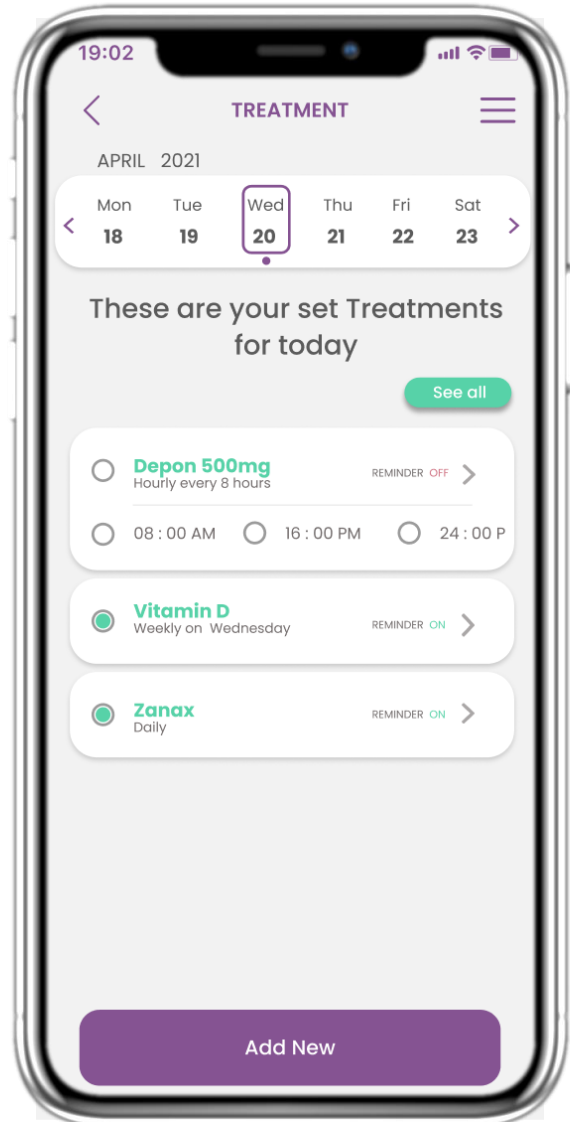 19:02
TREATMENT
APRIL 2021
Mon Tue Wed Thu Fri Sat
18 19 20 21 22 23
These are your set Treatments
for today
See all
Depon 500mg
Hourly every 8 hours
REMINDER OFF
08 : 00 AM 16 : 00 PM 24 : 00 P
Vitamin D
Weekly on Wednesday
REMINDER ON
Zanax
Daily
REMINDER ON
Add New